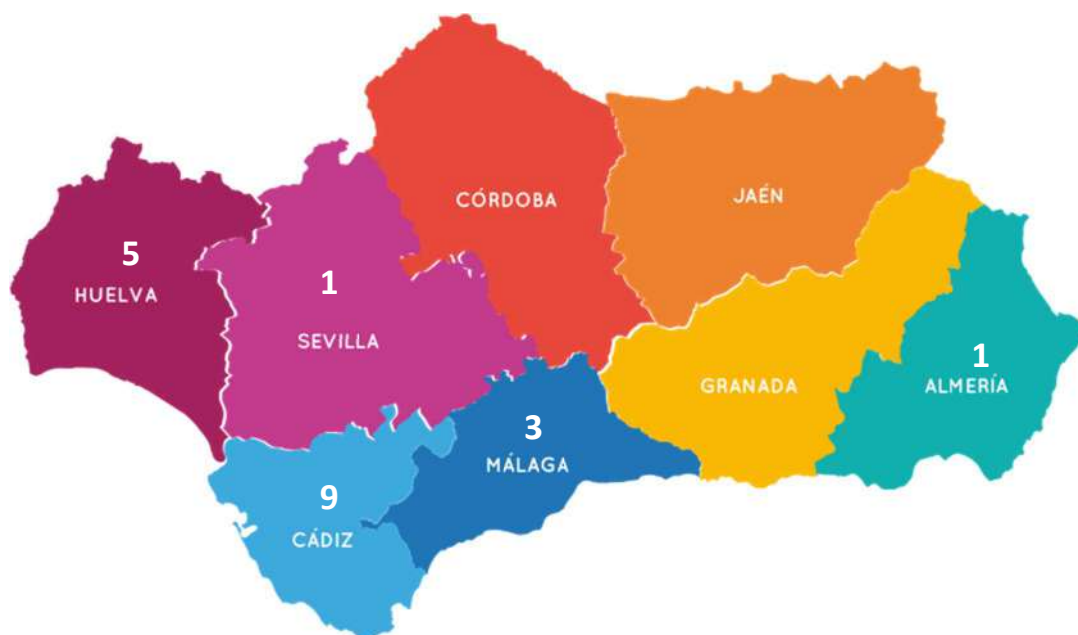 CÓRDOBA
JAÉN
5
HUELVA
1
SEVILLA
GRANADA
1
ALMERÍA
3
MÁLAGA
9
CÁDIZ